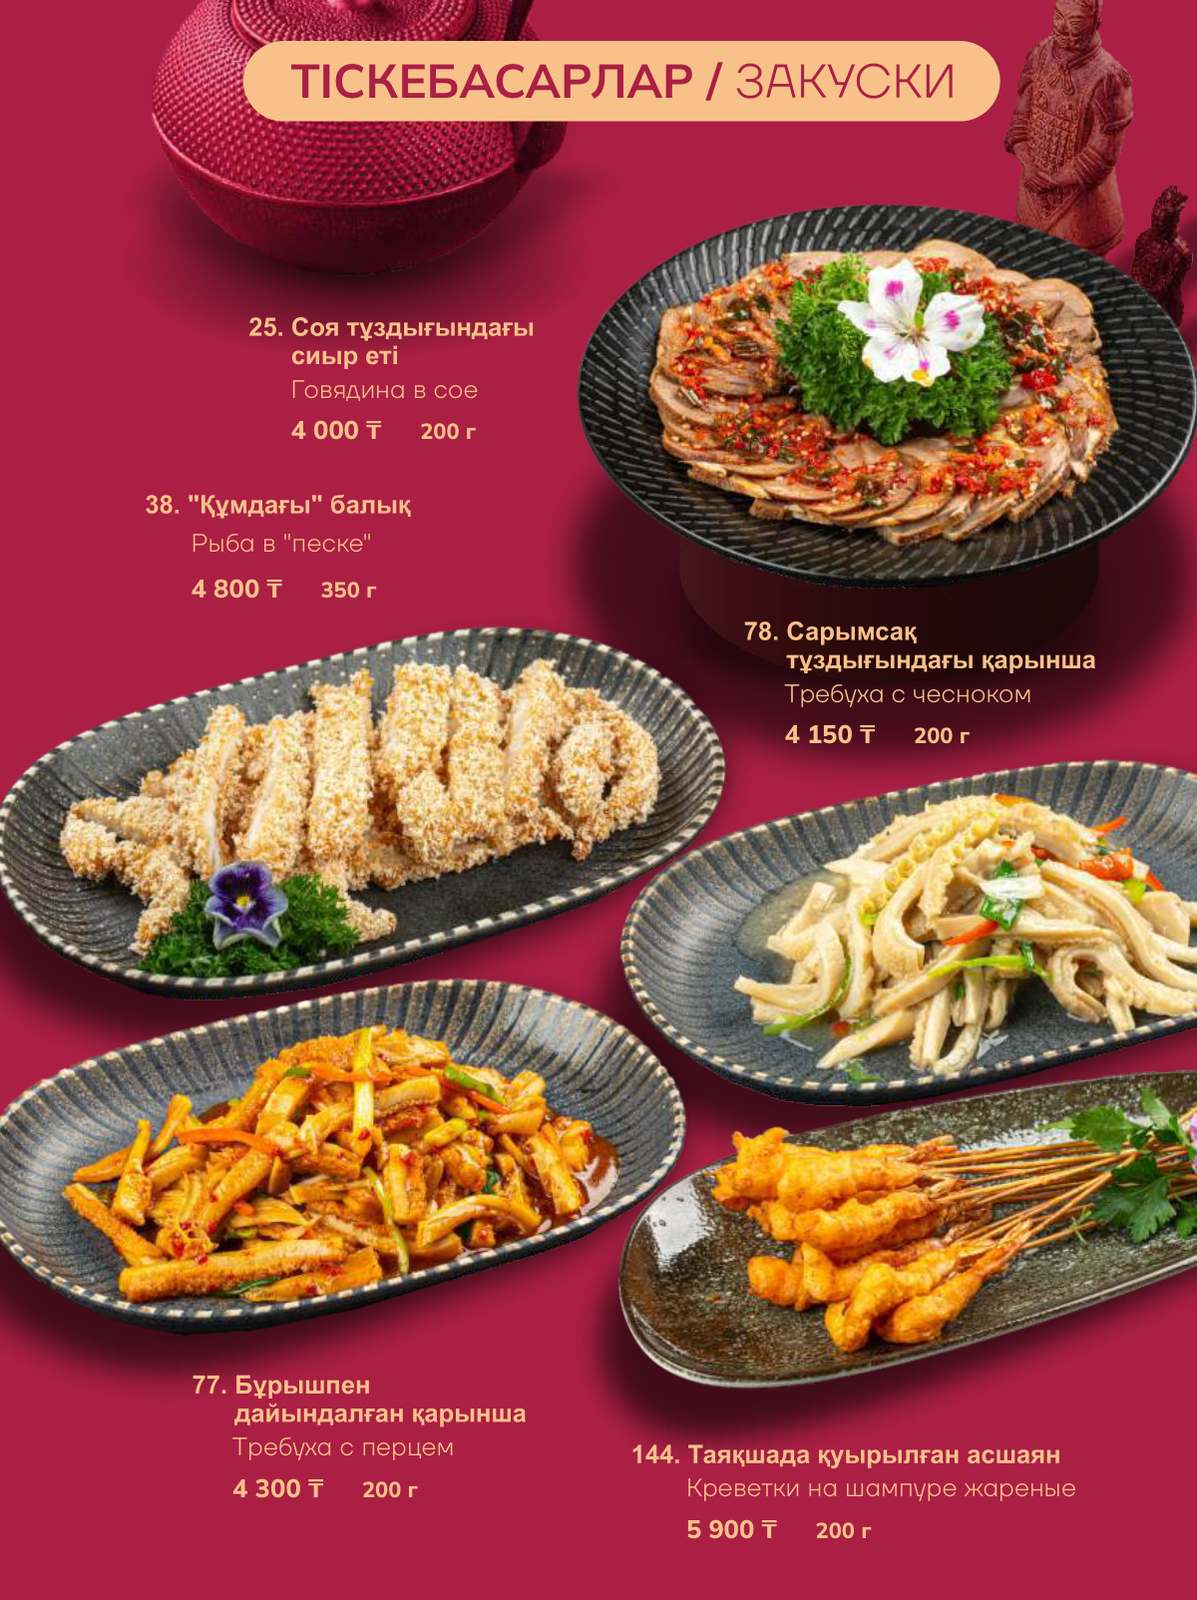 ТІСКЕБАСАРЛАР / ЗАКУСКИ
25. Соя тұздығындағы
сиыр еті
Говядина в сое
4 000 ₸ 200 г
38. "Құмдағы" балық
Рыба в "песке"
4 800 ₸ 350 г
78. Сарымсақ
тұздығындағы қарынша
Требуха с чесноком
4 150 ₸ 200 г
77. Бұрышпен
дайындалған қарынша
Требуха с перцем
4 300 ₸ 200 г
144. Таяқшада қуырылған асшаян
Креветки на шампуре жареные
5 900 ₸ 200 г